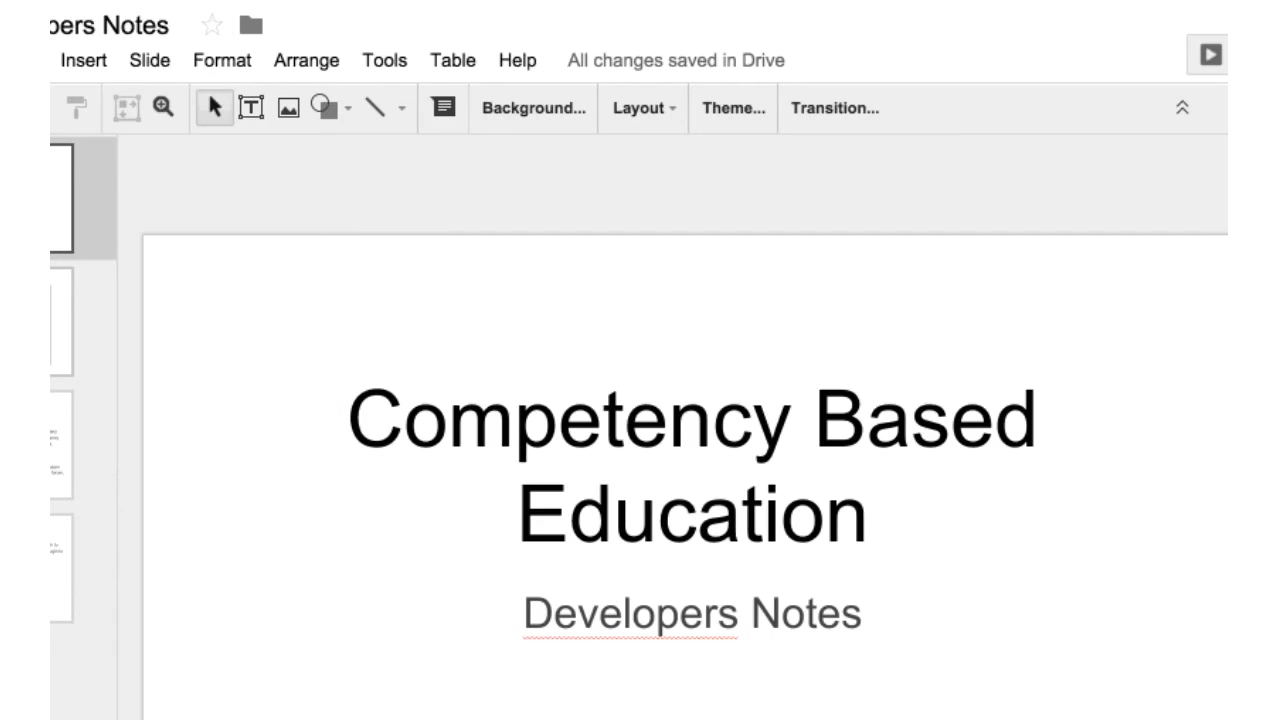 pers Notes
Insert Slide Format Arrange Tools Table Help All changes saved in Drive
Background... Layout Theme... Transition...
Competency Based
Education
Developers Notes